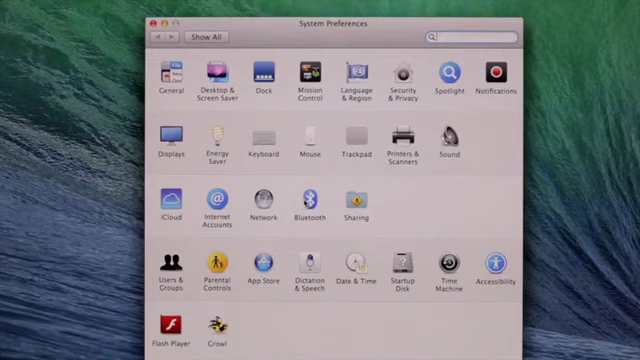 System Preferences
Show All
General
Desktop &
Screen Saver
Dock
Mission
Control
Language
& Region
Security
& Privacy
Spotlight
Notifications
Displays
Energy
Saver
Keyboard
Mouse
Trackpad
Printers &
Scanners
Sound
iCloud
Internet
Accounts
Network
Bluetooth
Sharing
Users &
Groups
Parental
Controls
App Store
Dictation
& Speech
Date & Time
Startup
Disk
Time
Machine
Accessibility
Flash Player
Growl